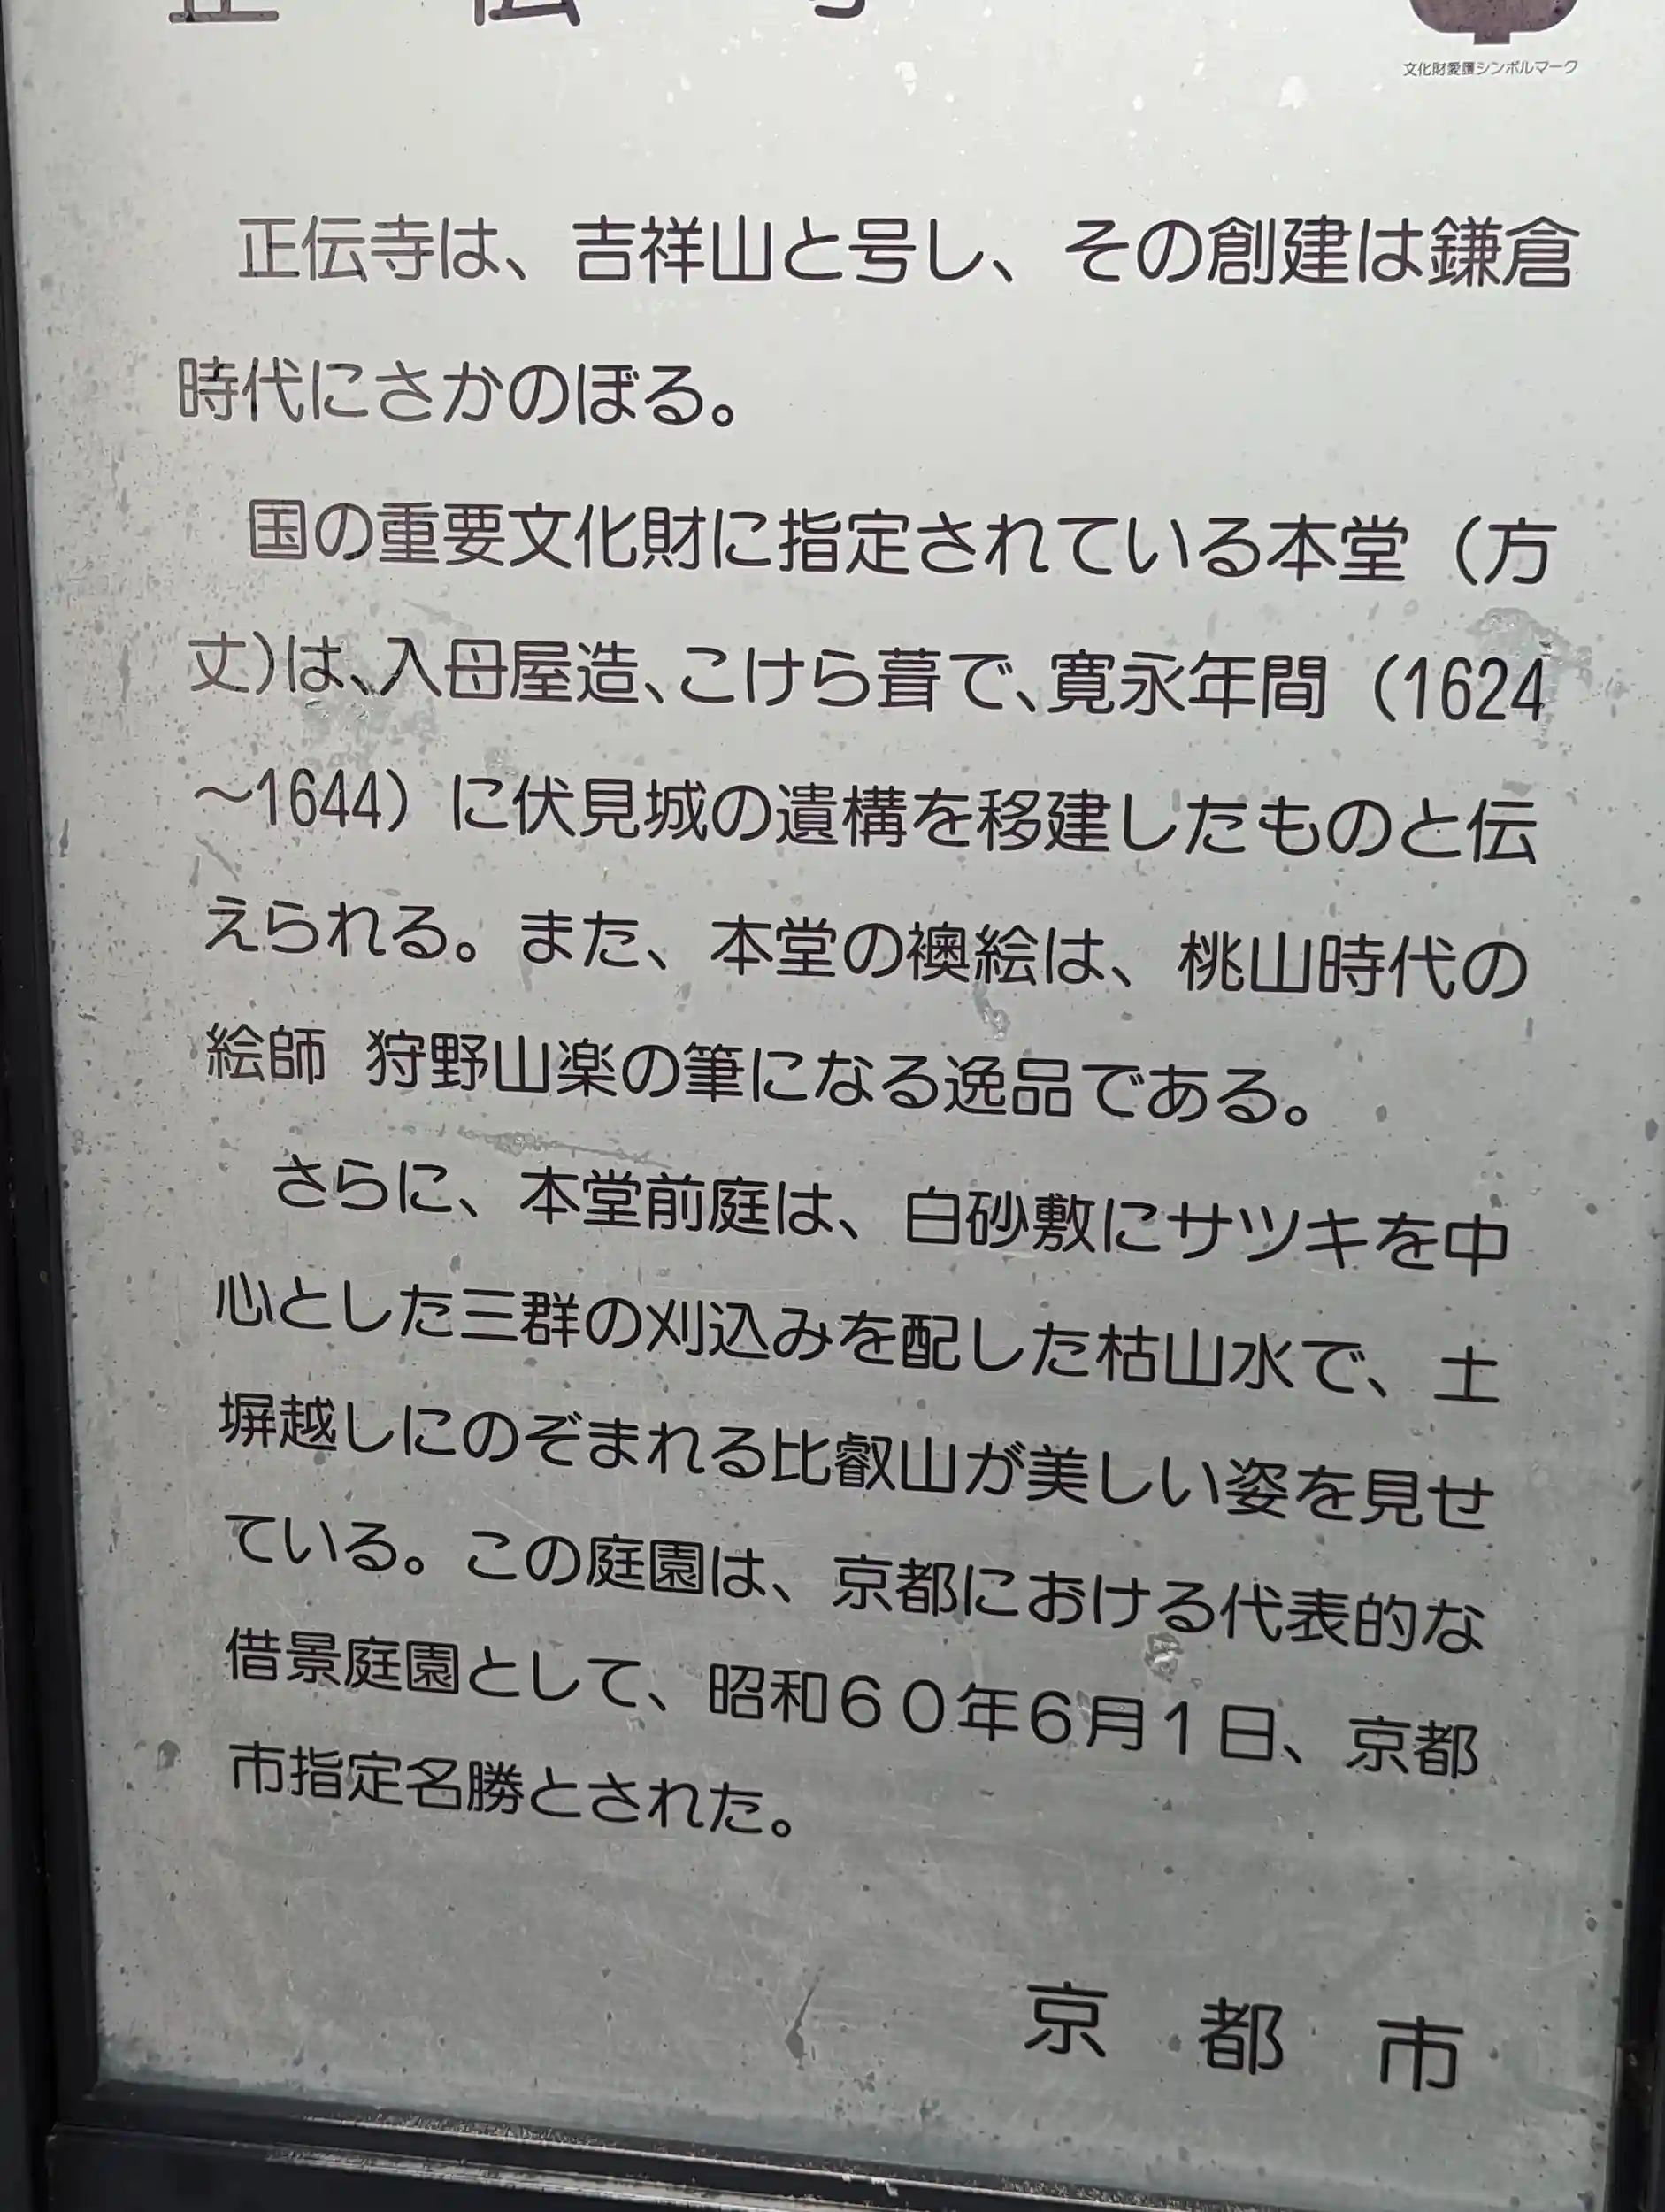 正伝寺
文化財愛護シンボルマーク
正伝寺は、吉祥山と号し、その創建は鎌倉
時代にさかのぼる。
国の重要文化財に指定されている本堂（方
丈）は、入母屋造、こけら葺で、寛永年間（1624
～1644）に伏見城の遺構を移建したものと伝
えられる。また、本堂の襖絵は、桃山時代の
絵師 狩野山楽の筆になる逸品である。
さらに、本堂前庭は、白砂敷にサツキを中
心とした三群の刈込みを配した枯山水で、土
塀越しにのぞまれる比叡山が美しい姿を見せ
ている。この庭園は、京都における代表的な
借景庭園として、昭和６０年６月１日、京都
市指定名勝とされた。
京都市